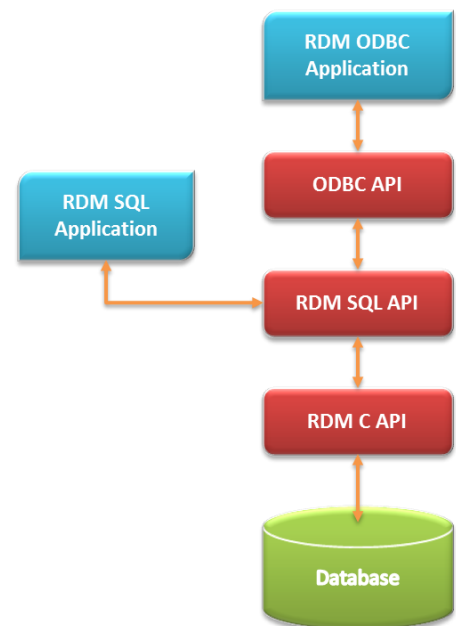 RDM ODBC
Application
ODBC API
RDM SQL
Application
RDM SQL API
RDM C API
Database